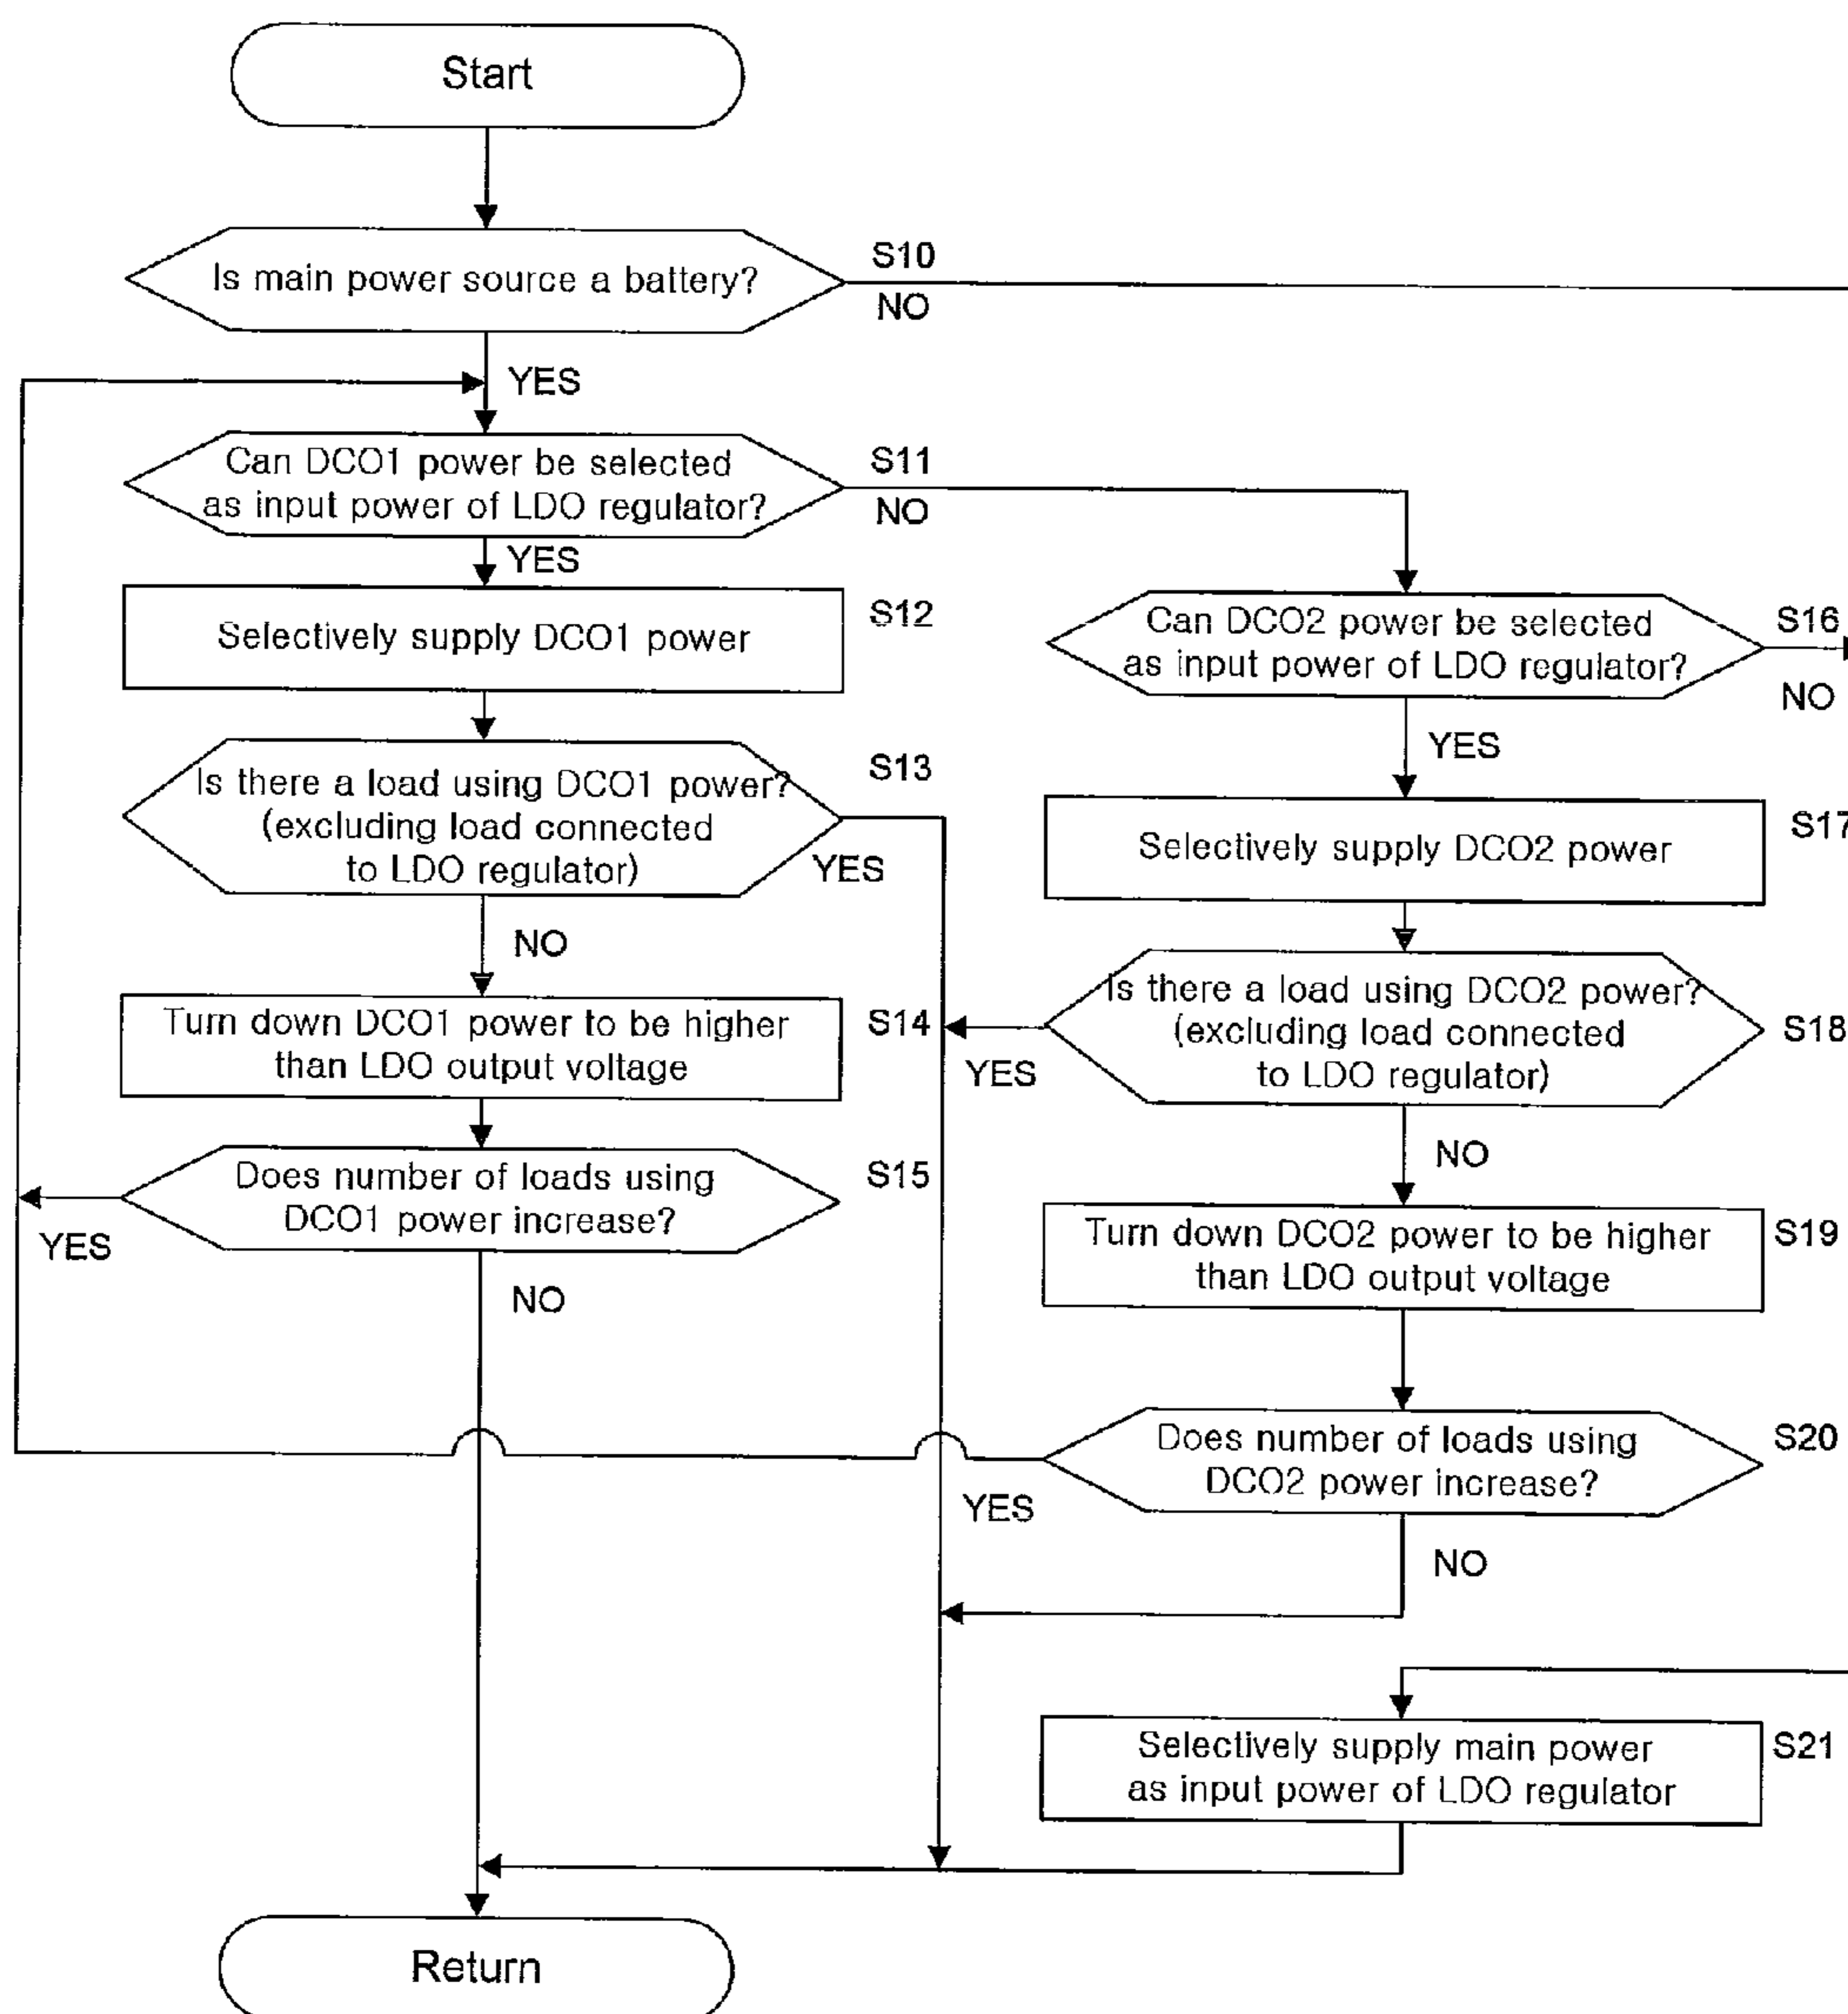 Start
Is main power source a battery?
S10
NO
YES
Can DCO1 power be selected
as input power of LDO regulator?
S11
NO
YES
Selectively supply DCO1 power
S12
Can DCO2 power be selected
as input power of LDO regulator?
S16
NO
YES
Is there a load using DCO1 power?
(excluding load connected
to LDO regulator)
S13
YES
NO
Selectively supply DCO2 power
S17
Turn down DCO1 power to be higher
than LDO output voltage
S14
Is there a load using DCO2 power?
(excluding load connected
to LDO regulator)
S18
YES
NO
Does number of loads using
DCO1 power increase?
S15
YES
NO
Turn down DCO2 power to be higher
than LDO output voltage
S19
Does number of loads using
DCO2 power increase?
S20
YES
NO
Selectively supply main power
as input power of LDO regulator
S21
Return